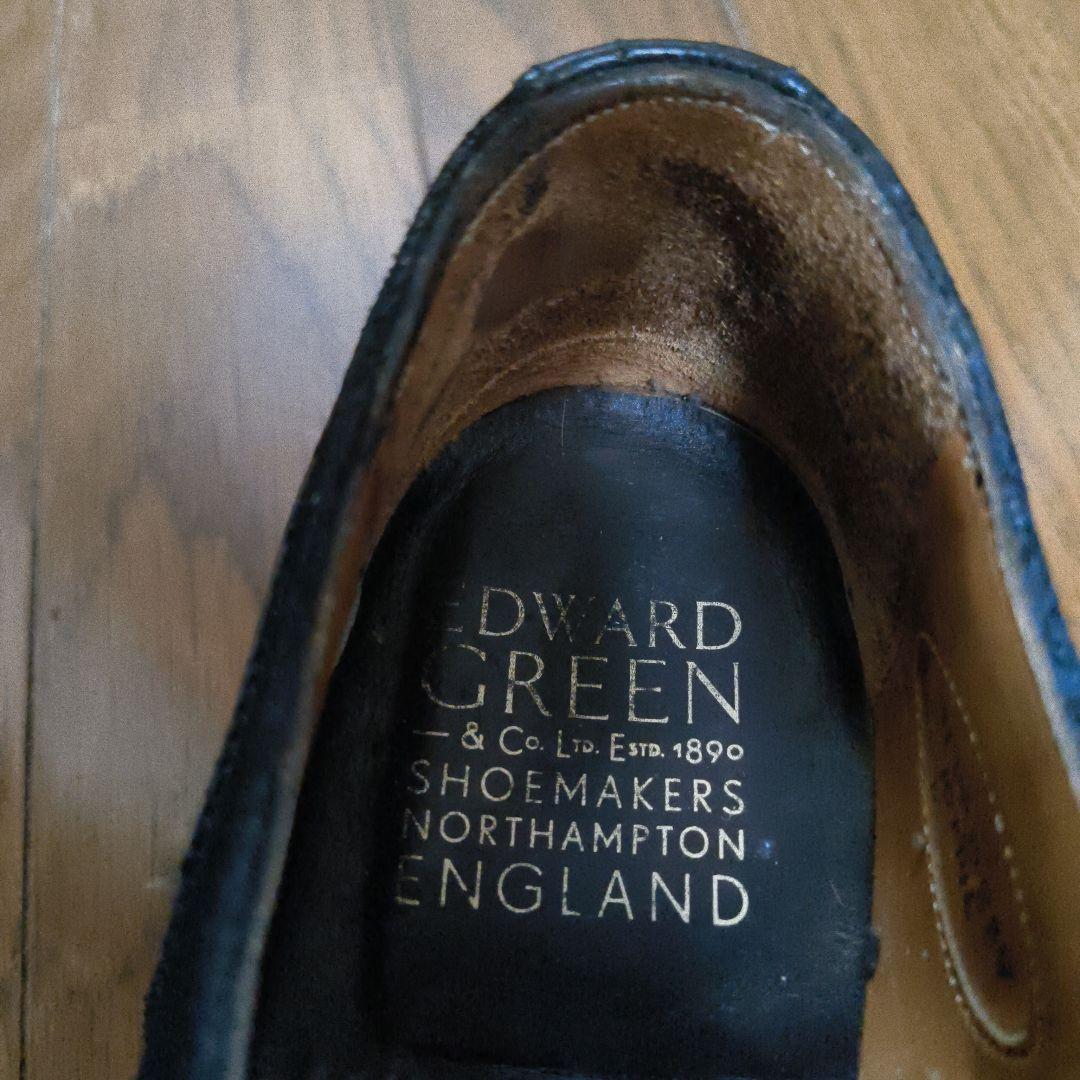 EDWARD
GREEN
— & Co. LTD. ESTD. 1890
SHOEMAKERS
NORTHAMPTON
ENGLAND